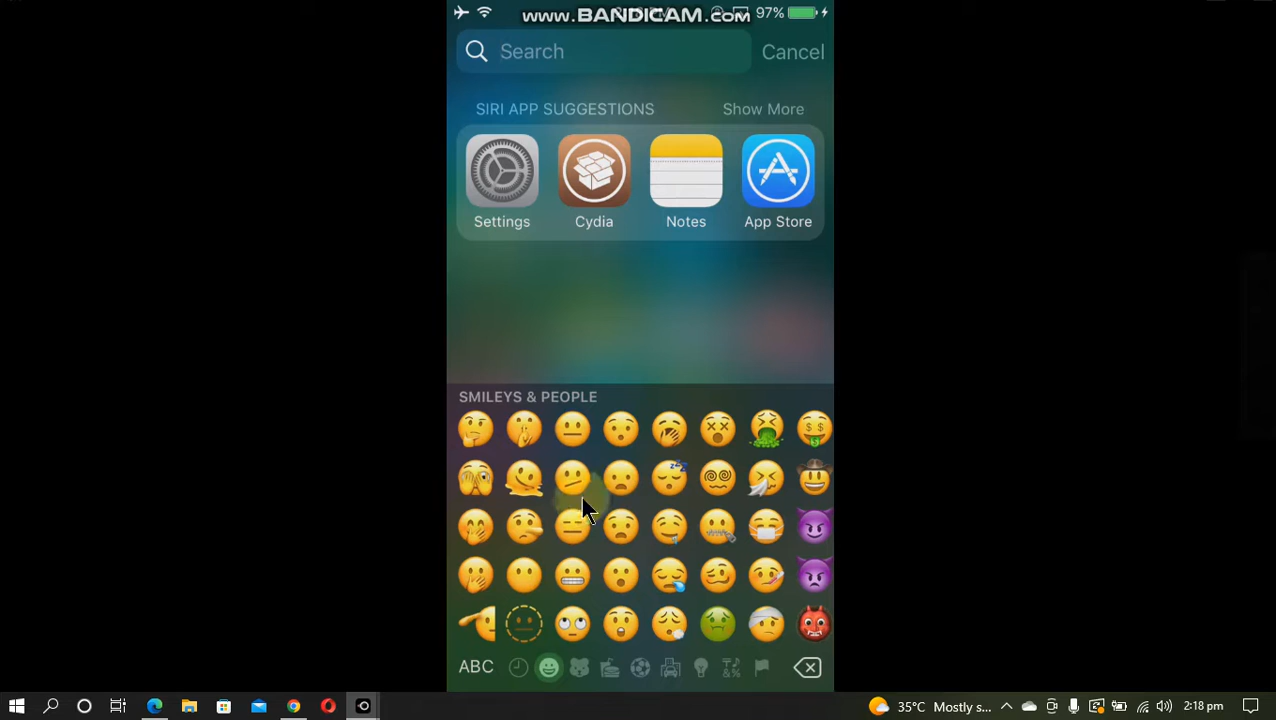 www.BANDICAM.com
97%
Search
Cancel
SIRI APP SUGGESTIONS
Show More
Settings
Cydia
Notes
App Store
SMILEYS & PEOPLE
ABC
35°C Mostly s...
2:18 pm